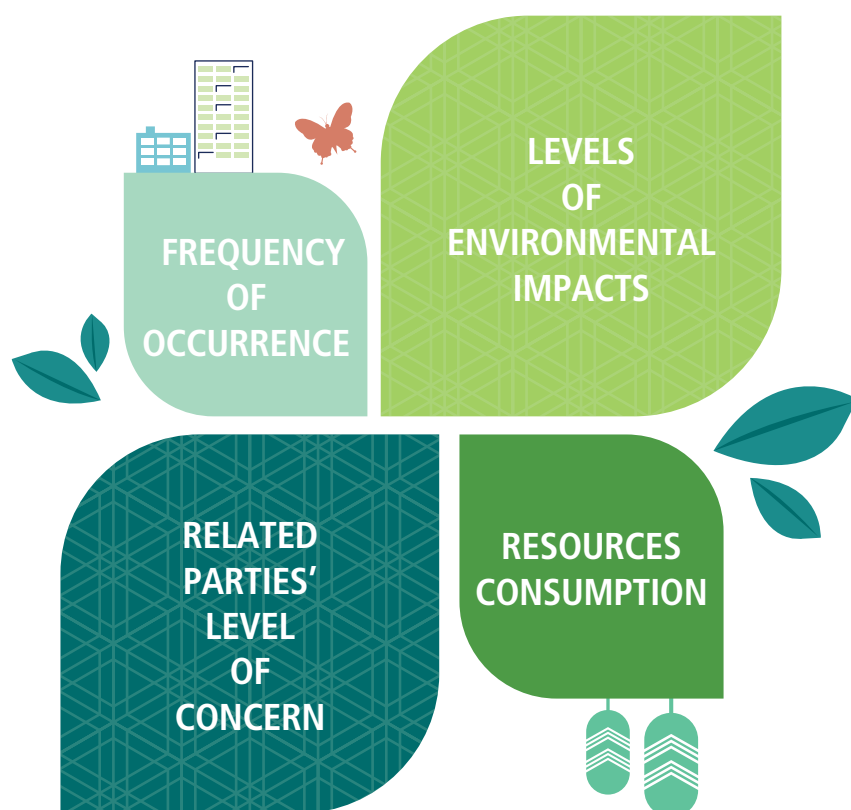 FREQUENCY
OF
OCCURRENCE
LEVELS
OF
ENVIRONMENTAL
IMPACTS
RELATED
PARTIES’
LEVEL
OF
CONCERN
RESOURCES
CONSUMPTION